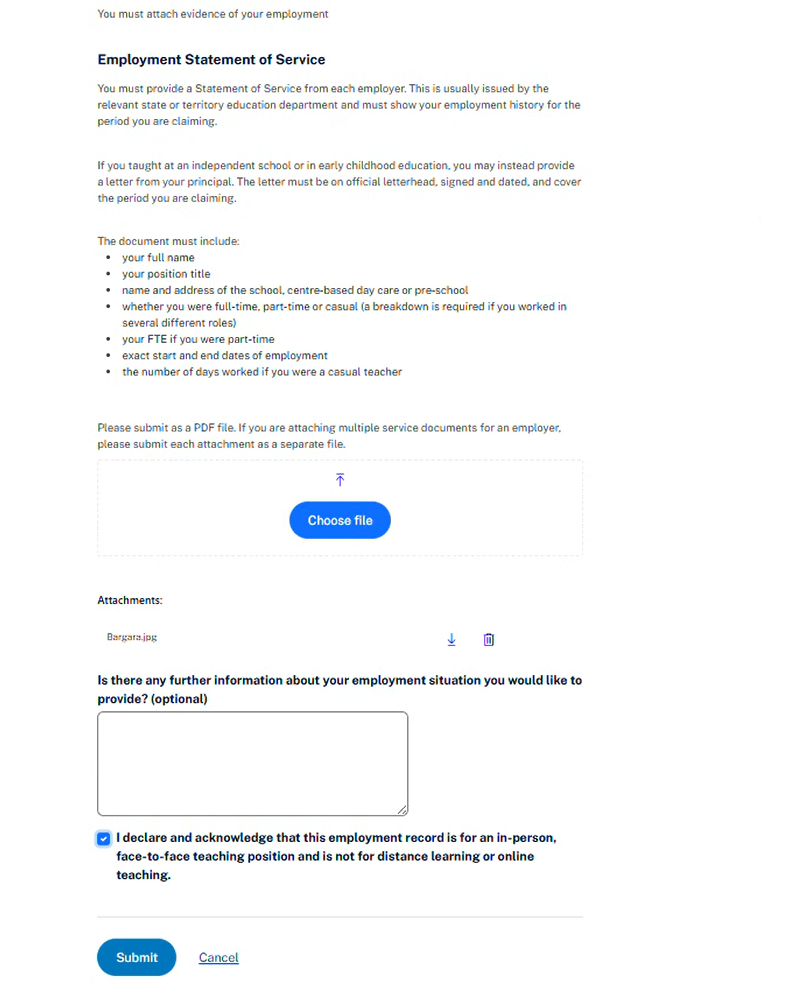 You must attach evidence of your employment
Employment Statement of Service
You must provide a Statement of Service from each employer. This is usually issued by the
relevant state or territory education department and must show your employment history for the
period you are claiming.
If you taught at an independent school or in early childhood education, you may instead provide
a letter from your principal. The letter must be on official letterhead, signed and dated, and cover
the period you are claiming.
The document must include:
• your full name
• your position title
• name and address of the school, centre-based day care or pre-school
• whether you were full-time, part-time or casual (a breakdown is required if you worked in
several different roles)
• your FTE if you were part-time
• exact start and end dates of employment
• the number of days worked if you were a casual teacher
Please submit as a PDF file. If you are attaching multiple service documents for an employer,
please submit each attachment as a separate file.
Choose file
Attachments:
Bargara.jpg
Is there any further information about your employment situation you would like to
provide? (optional)
I declare and acknowledge that this employment record is for an in-person,
face-to-face teaching position and is not for distance learning or online
teaching.
Submit Cancel